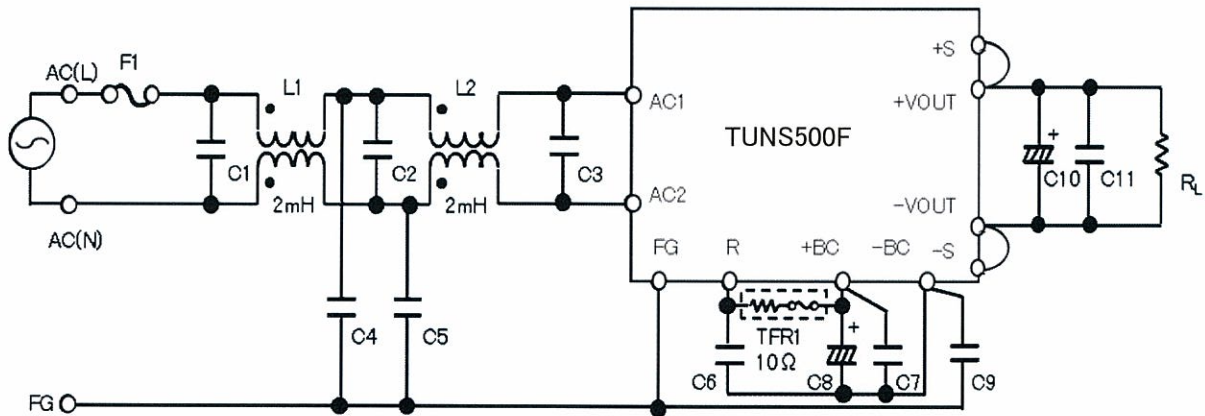 F1
AC(L)
L1
L2
+S
AC1
+VOUT
TUNS500F
+
C1
C2
C3
C10
C11
RL
AC2
-VOUT
2mH
2mH
AC(N)
FG
R
+BC
-BC
-S
C4
C5
TFR1
+
10Ω
C6
C8
C7
C9
FG